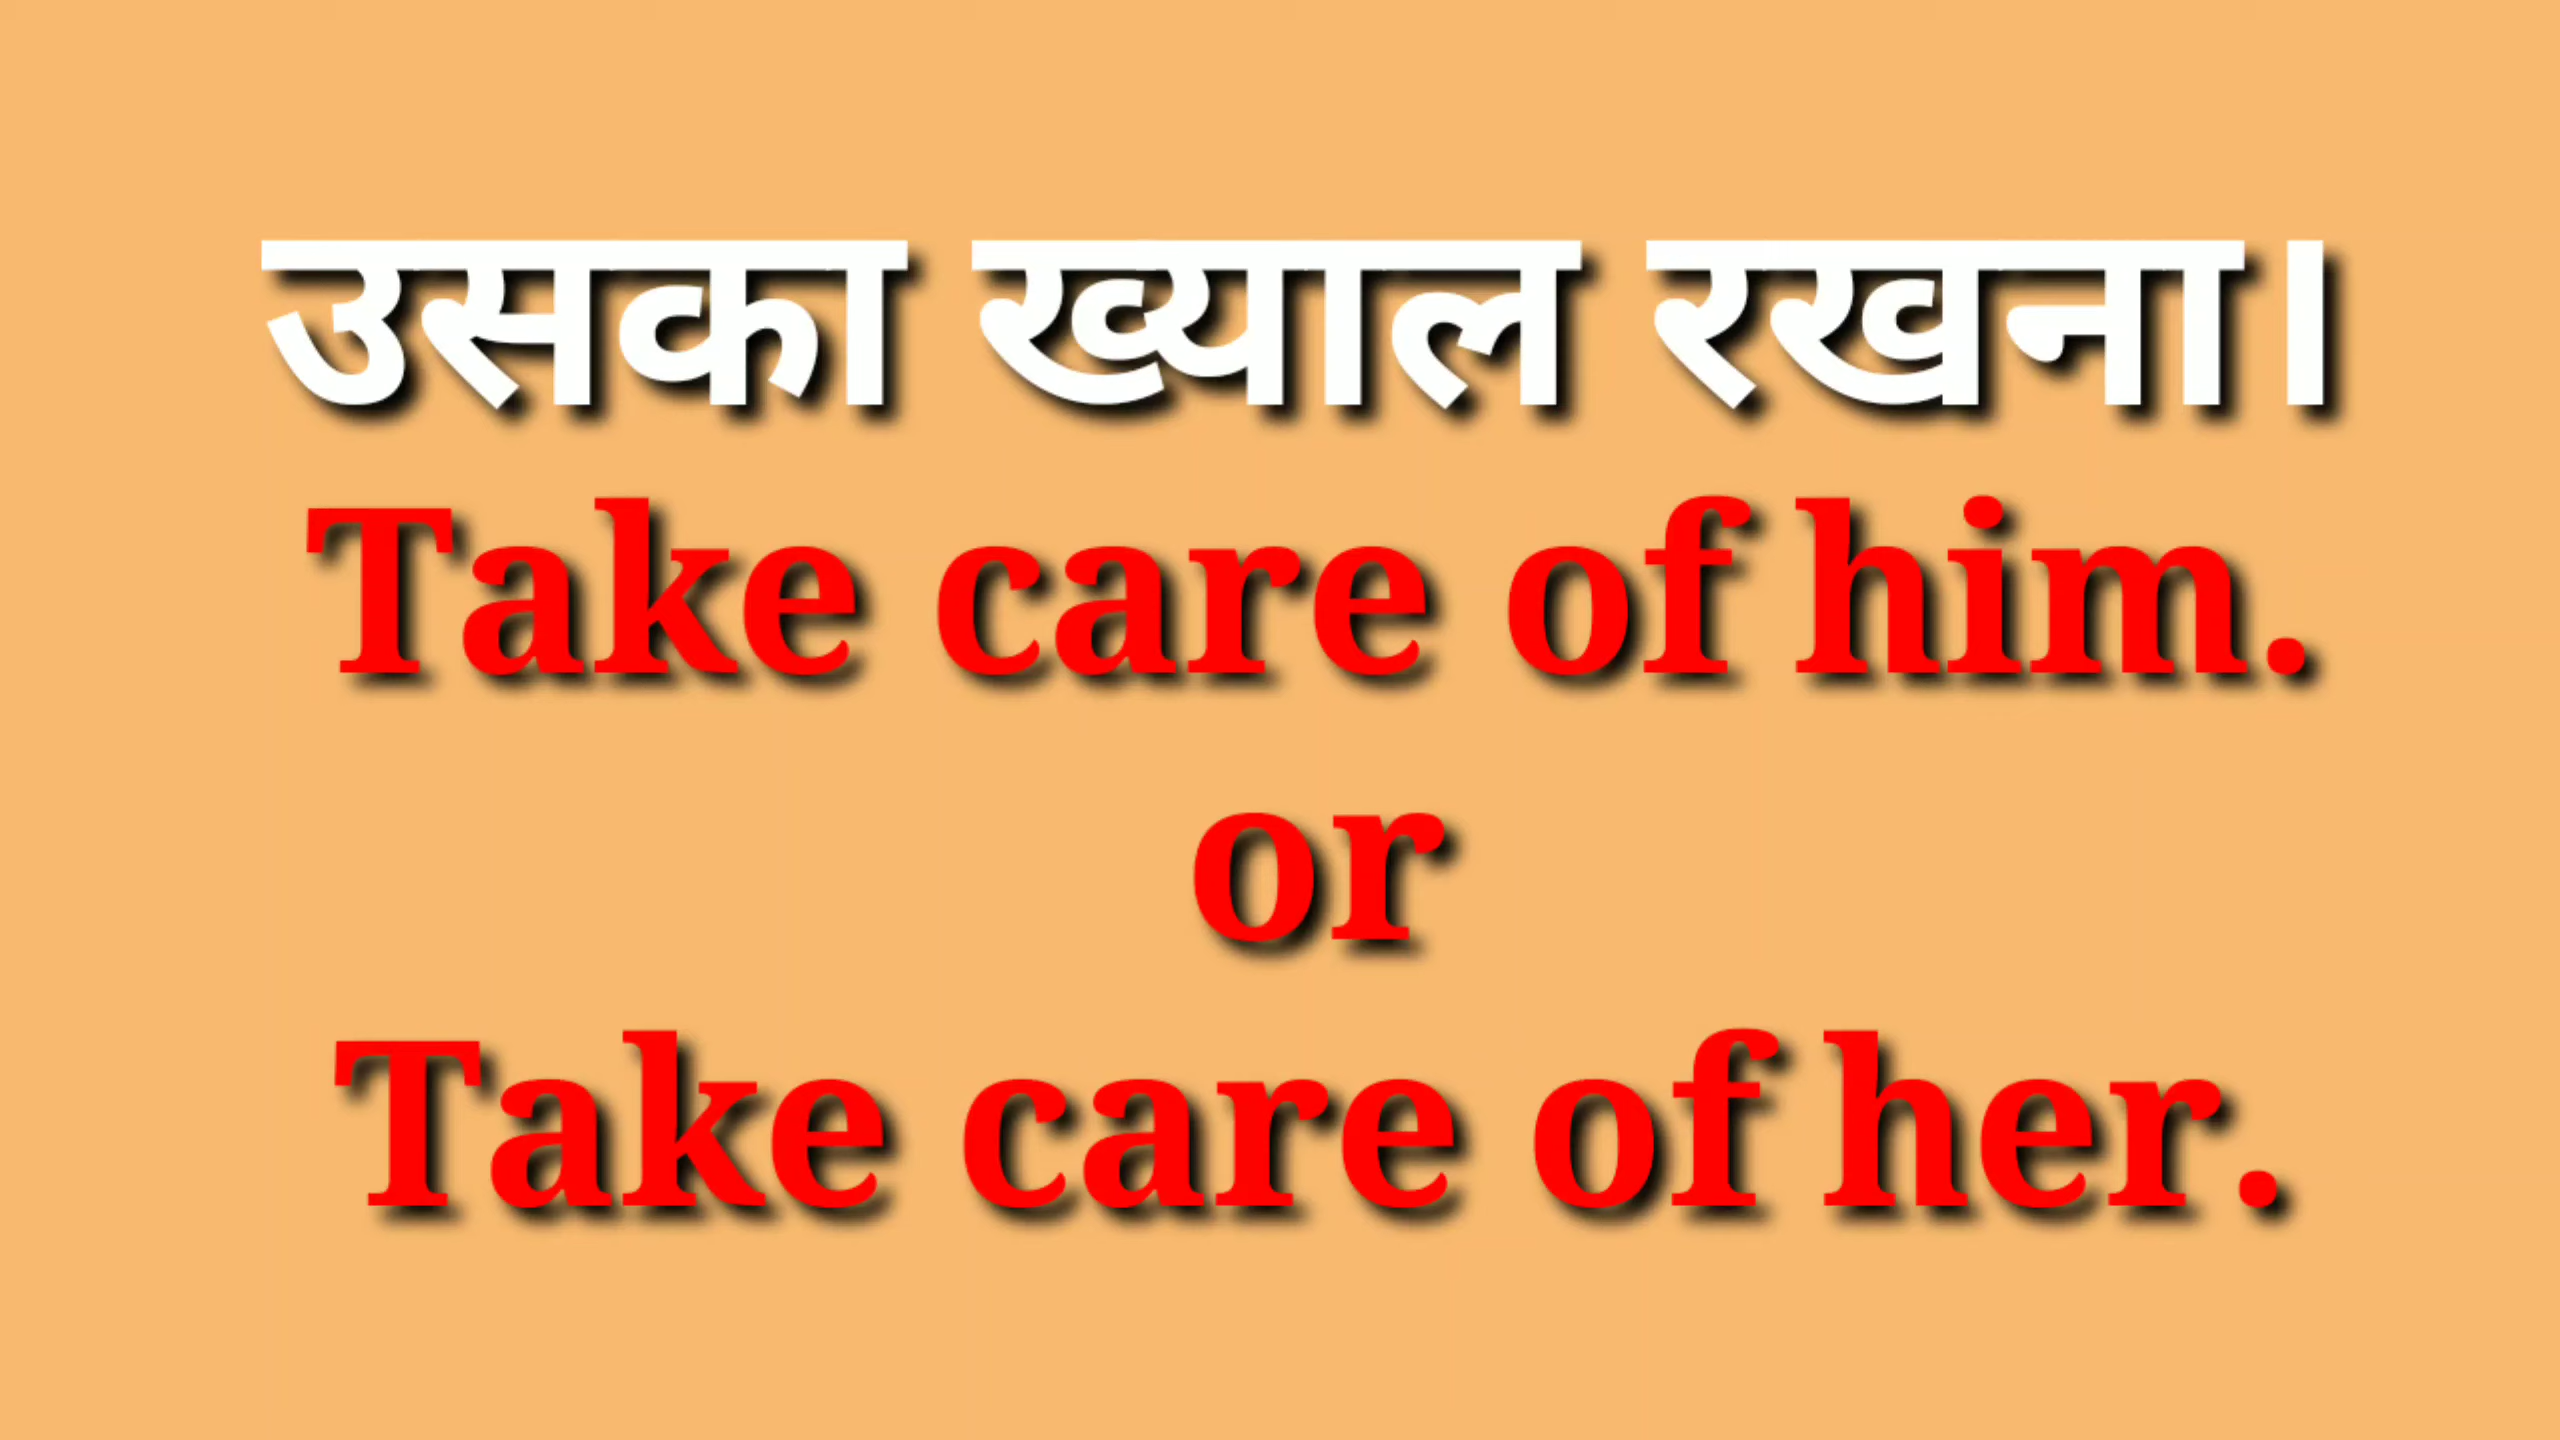 उसका ख्याल रखना।
Take care of him.
or
Take care of her.